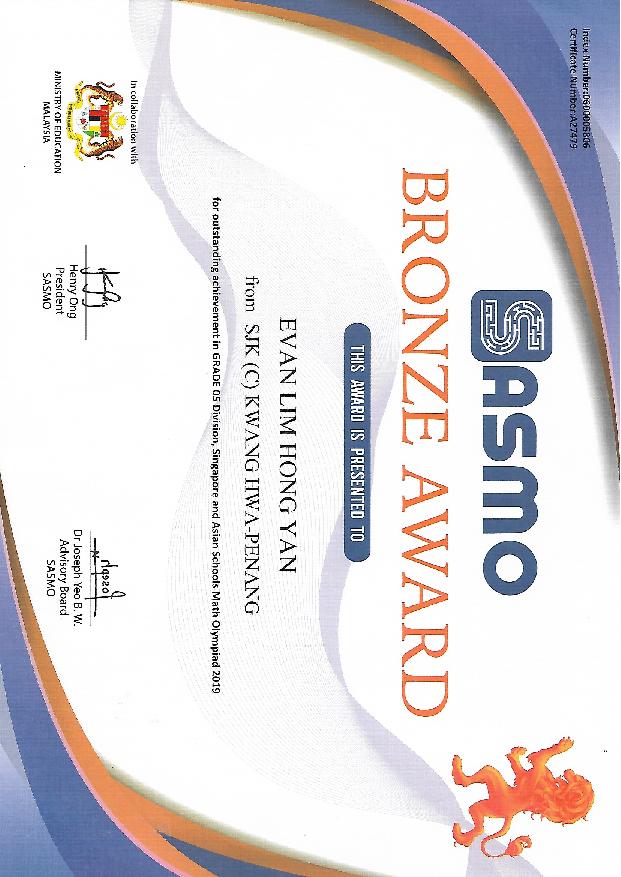 Index Number:0600005806
Certificate Number:A27479
SASMO
BRONZE AWARD
THIS AWARD IS PRESENTED TO
EVAN LIM HONG YAN
from SJK (C) KWANG HWA-PENANG
for outstanding achievement in GRADE 05 Division, Singapore and Asian Schools Math Olympiad 2019
In collaboration with
MINISTRY OF EDUCATION
MALAYSIA
Henry Ong
President
SASMO
Dr Joseph Yeo B. W.
Advisory Board
SASMO